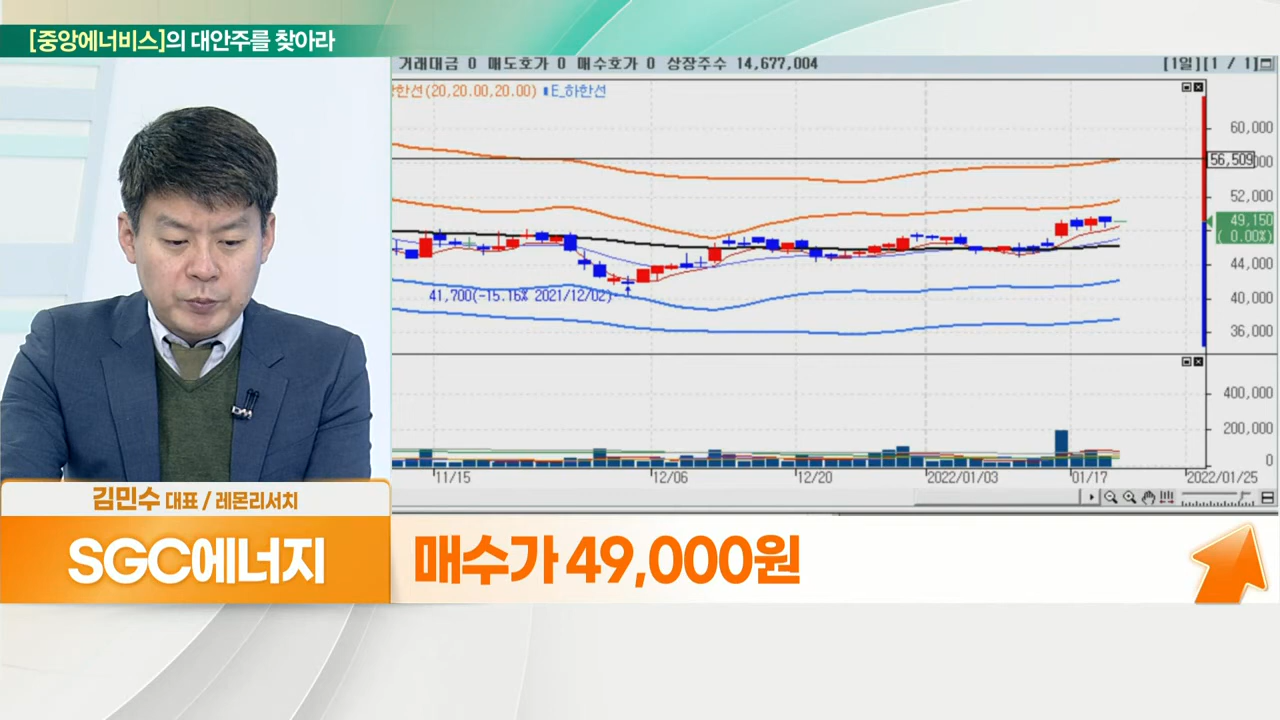 [중앙에너비스]의 대안주를 찾아라
거래대금 0 매도호가 0 매수호가 0 상장주수 14,677,004
[1일][1 / 1]
한선(20,20.00,20.00) E_하한선
60,000
56,509
52,000
49,150
( 0.00%)
44,000
40,000
36,000
41,700(-15.16% 2021/12/02)
400,000
200,000
0
11/15 12/06 12/20 2022/01/03 01/17 2022/01/25
김민수 대표 / 레몬리서치
SGC에너지
매수가 49,000원